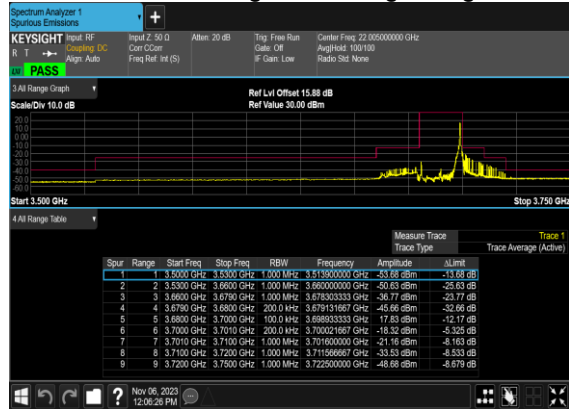 Spectrum Analyzer 1
Spurious Emissions
KEYSIGHT Input: RF Input Z: 50 Ω Atten: 20 dB Trig: Free Run Center Freq: 22.005000000 GHz
R T Coupling: DC Corr CCorr Gate: Off Avg|Hold: 100/100
Align: Auto Freq Ref: Int (S) IF Gain: Low Radio Std: None
PASS
3 All Range Graph
Ref Lvl Offset 15.88 dB
Scale/Div 10.0 dB Ref Value 30.00 dBm
20.0
10.0
0.00
-10.0
-20.0
-30.0
-40.0
-50.0
-60.0
Start 3.500 GHz Stop 3.750 GHz
4 All Range Table
Measure Trace Trace 1
Trace Type Trace Average (Active)
Spur Range Start Freq Stop Freq RBW Frequency Amplitude ΔLimit
1 1 3.5000 GHz 3.5300 GHz 1.000 MHz 3.513900000 GHz -53.68 dBm -13.68 dB
2 2 3.5300 GHz 3.6600 GHz 1.000 MHz 3.660000000 GHz -50.63 dBm -25.63 dB
3 3 3.6600 GHz 3.6790 GHz 1.000 MHz 3.678303333 GHz -36.77 dBm -23.77 dB
4 4 3.6790 GHz 3.6800 GHz 200.0 kHz 3.679131667 GHz -45.66 dBm -32.66 dB
5 5 3.6800 GHz 3.7000 GHz 100.0 kHz 3.698933333 GHz 17.83 dBm -12.17 dB
6 6 3.7000 GHz 3.7010 GHz 200.0 kHz 3.700021667 GHz -18.32 dBm -5.325 dB
7 7 3.7010 GHz 3.7100 GHz 1.000 MHz 3.701600000 GHz -21.16 dBm -8.163 dB
8 8 3.7100 GHz 3.7200 GHz 1.000 MHz 3.711566667 GHz -33.53 dBm -8.533 dB
9 9 3.7200 GHz 3.7500 GHz 1.000 MHz 3.722500000 GHz -48.68 dBm -8.679 dB
Nov 06, 2023
12:06:26 PM